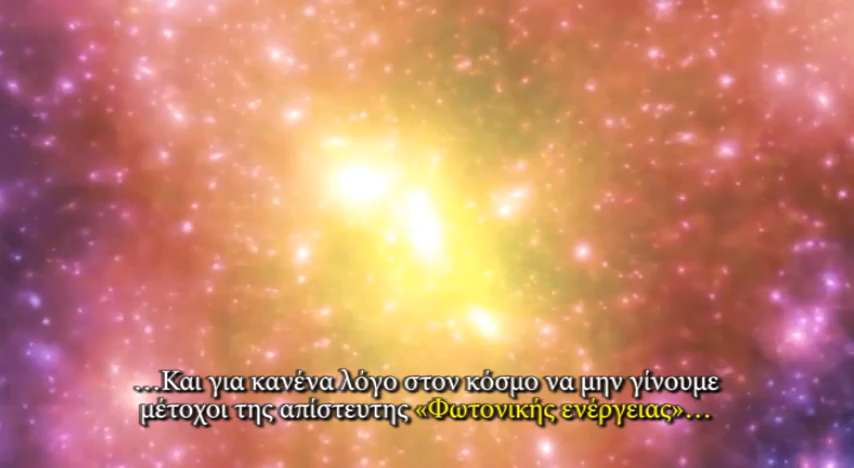 …Και για κανένα λόγο στον κόσμο να μην γίνουμε
μέτοχοι της απίστευτης «Φωτονικής ενέργειας»…